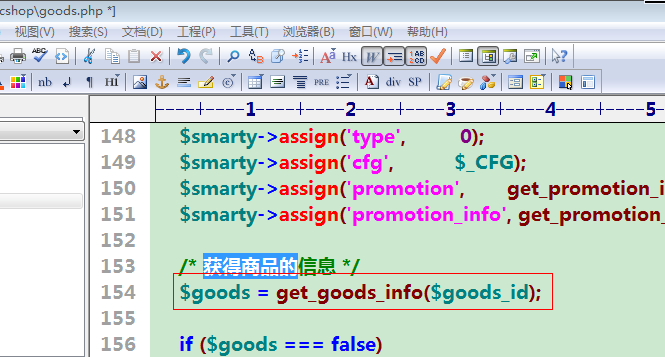 cshop\goods.php *]
视图(V) 搜索(S) 文档(D) 工程(P) 工具(T) 浏览器(B) 窗口(W) 帮助(H)
ABC Hx W
nb Hi PRE A div SP
1 2 3 4 5
148 $smarty->assign('type', 0);
149 $smarty->assign('cfg', $_CFG);
150 $smarty->assign('promotion', get_promotion_i
151 $smarty->assign('promotion_info', get_promotion_
152
153 /* 获得商品的信息 */
154 $goods = get_goods_info($goods_id);
155
156 if ($goods === false)